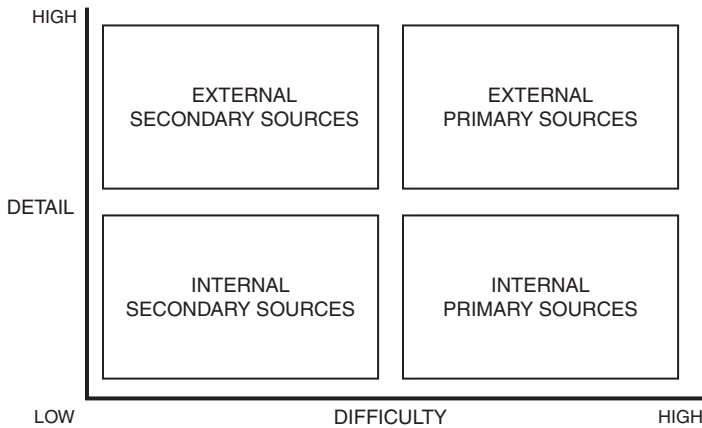 HIGH
EXTERNAL
SECONDARY SOURCES
EXTERNAL
PRIMARY SOURCES
DETAIL
INTERNAL
SECONDARY SOURCES
INTERNAL
PRIMARY SOURCES
LOW
DIFFICULTY
HIGH